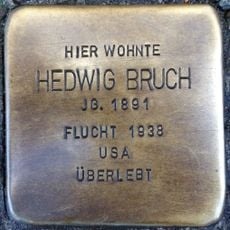 HIER WOHNTE
HEDWIG BRUCH
JG. 1891
FLUCHT 1938
USA
ÜBERLEBT